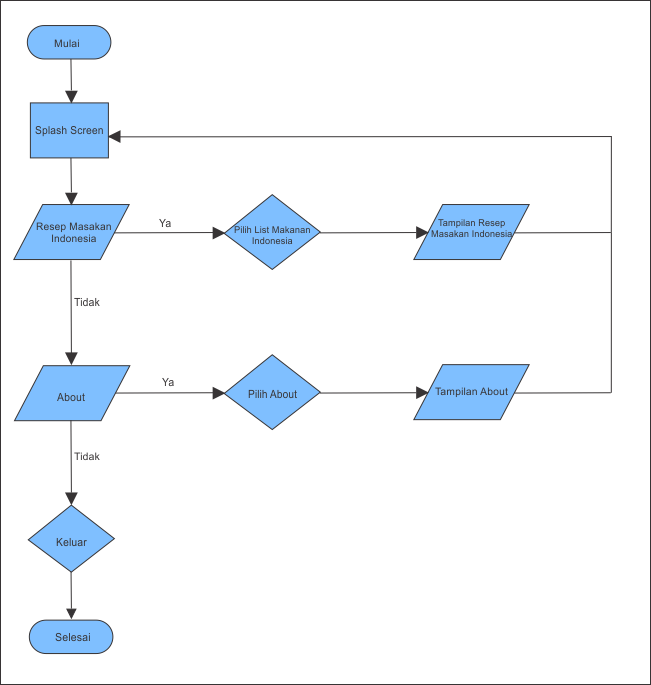 Mulai
Splash Screen
Resep Masakan
Indonesia
Ya
Pilih List Makanan
Indonesia
Tampilan Resep
Masakan Indonesia
Tidak
About
Ya
Pilih About
Tampilan About
Tidak
Keluar
Selesai